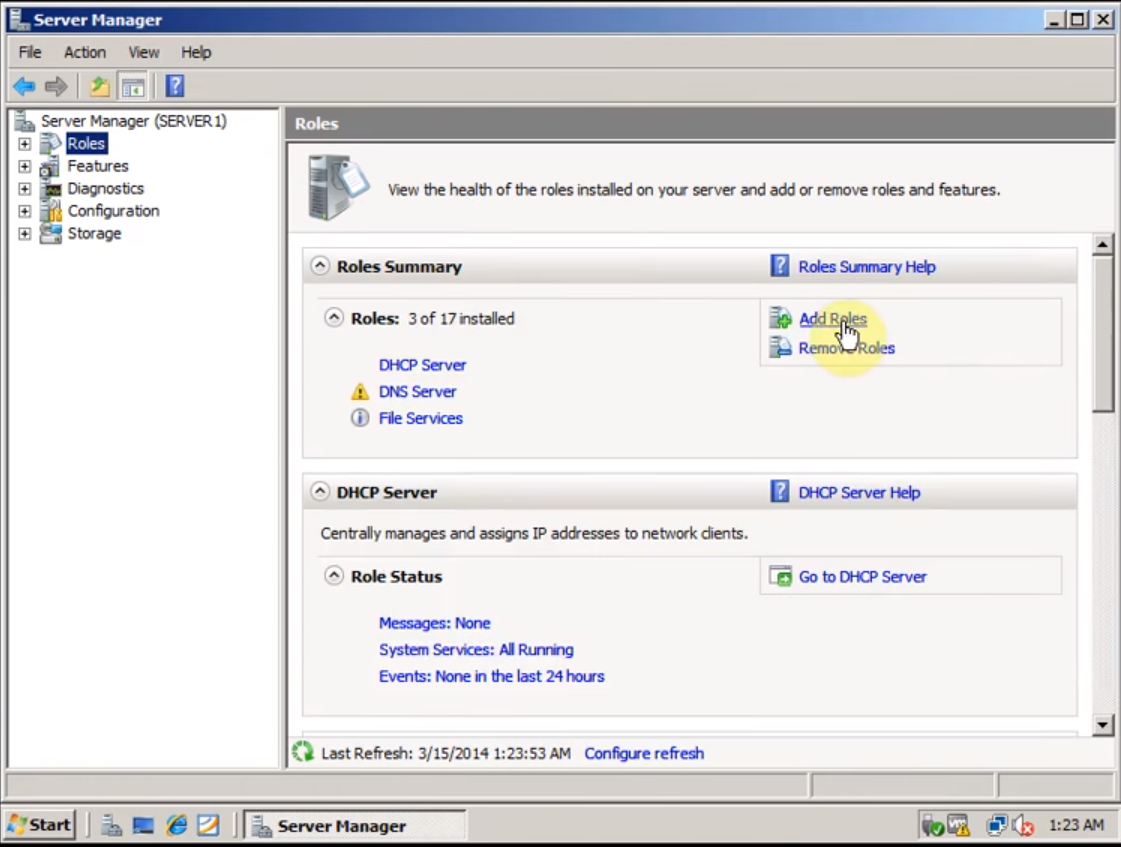 Server Manager
File Action View Help
Server Manager (SERVER1)
Roles
Features
Diagnostics
Configuration
Storage
Roles
View the health of the roles installed on your server and add or remove roles and features.
Roles Summary
Roles Summary Help
Roles: 3 of 17 installed
Add Roles
Remove Roles
DHCP Server
DNS Server
File Services
DHCP Server
DHCP Server Help
Centrally manages and assigns IP addresses to network clients.
Role Status
Go to DHCP Server
Messages: None
System Services: All Running
Events: None in the last 24 hours
Last Refresh: 3/15/2014 1:23:53 AM Configure refresh
Start
Server Manager
1:23 AM